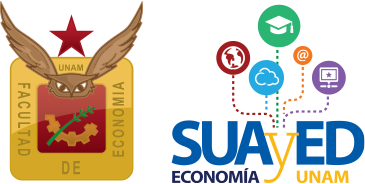 UNAM
FACULTAD
DE
ECONOMIA
@
SUAyED
ECONOMÍA UNAM